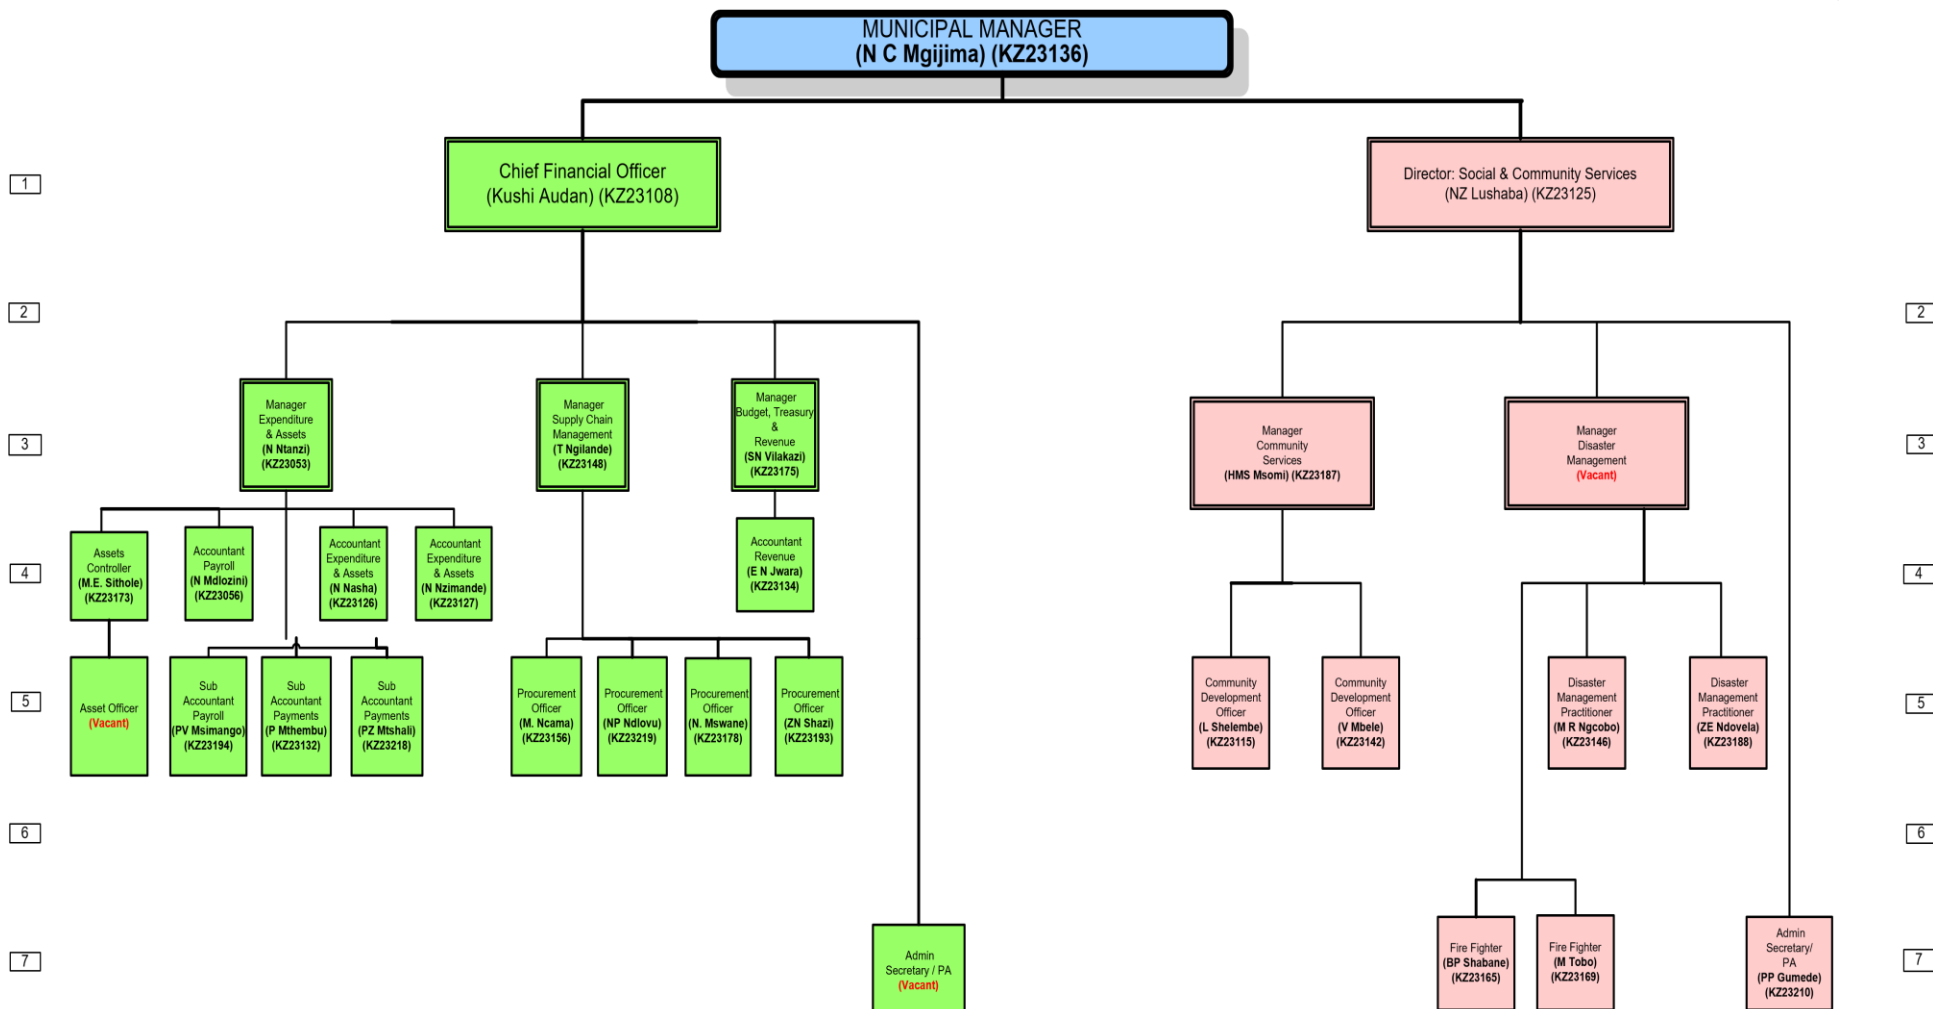 MUNICIPAL MANAGER
(N C Mgijima) (KZ23136)
1
Chief Financial Officer
(Kushi Audan) (KZ23108)
Director: Social & Community Services
(NZ Lushaba) (KZ23125)
2
2
3
Manager
Expenditure
& Assets
(N Ntanzi)
(KZ23053)
Manager
Supply Chain
Management
(T Ngilande)
(KZ23148)
Manager
Budget, Treasury
&
Revenue
(SN Vilakazi)
(KZ23175)
Manager
Community
Services
(HMS Msomi) (KZ23187)
Manager
Disaster
Management
(Vacant)
3
4
Assets
Controller
(M.E. Sithole)
(KZ23173)
Accountant
Payroll
(N Mdlozini)
(KZ23056)
Accountant
Expenditure
& Assets
(N Nasha)
(KZ23126)
Accountant
Expenditure
& Assets
(N Nzimande)
(KZ23127)
Accountant
Revenue
(E N Jwara)
(KZ23134)
4
5
Asset Officer
(Vacant)
Sub
Accountant
Payroll
(PV Msimango)
(KZ23194)
Sub
Accountant
Payments
(P Mthembu)
(KZ23132)
Sub
Accountant
Payments
(PZ Mtshali)
(KZ23218)
Procurement
Officer
(M. Ncama)
(KZ23156)
Procurement
Officer
(NP Ndlovu)
(KZ23219)
Procurement
Officer
(N. Mswane)
(KZ23178)
Procurement
Officer
(ZN Shazi)
(KZ23193)
Community
Development
Officer
(L Shelembe)
(KZ23115)
Community
Development
Officer
(V Mbele)
(KZ23142)
Disaster
Management
Practitioner
(M R Ngcobo)
(KZ23146)
Disaster
Management
Practitioner
(ZE Ndovela)
(KZ23188)
5
6
6
7
Admin
Secretary / PA
(Vacant)
Fire Fighter
(BP Shabane)
(KZ23165)
Fire Fighter
(M Tobo)
(KZ23169)
Admin
Secretary/
PA
(PP Gumede)
(KZ23210)
7